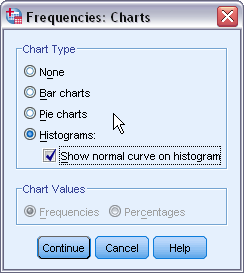 Frequencies: Charts
Chart Type
None
Bar charts
Pie charts
Histograms:
Show normal curve on histogram
Chart Values
Frequencies Percentages
Continue Cancel Help